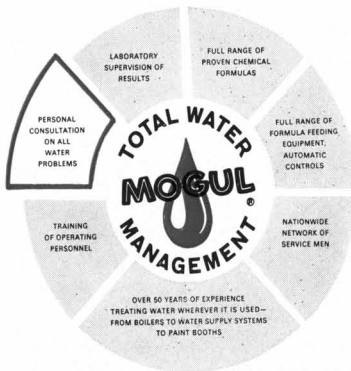 LABORATORY
SUPERVISION OF
RESULTS
FULL RANGE OF
PROVEN CHEMICAL
FORMULAS
FULL RANGE OF
FORMULA FEEDING
EQUIPMENT,
AUTOMATIC
CONTROLS
NATIONWIDE
NETWORK OF
SERVICE MEN
OVER 50 YEARS OF EXPERIENCE
TREATING WATER WHEREVER IT IS USED—
FROM BOILERS TO WATER SUPPLY SYSTEMS
TO PAINT BOOTHS
TRAINING
OF OPERATING
PERSONNEL
PERSONAL
CONSULTATION
ON ALL
WATER
PROBLEMS
TOTAL WATER
MOGUL®
MANAGEMENT